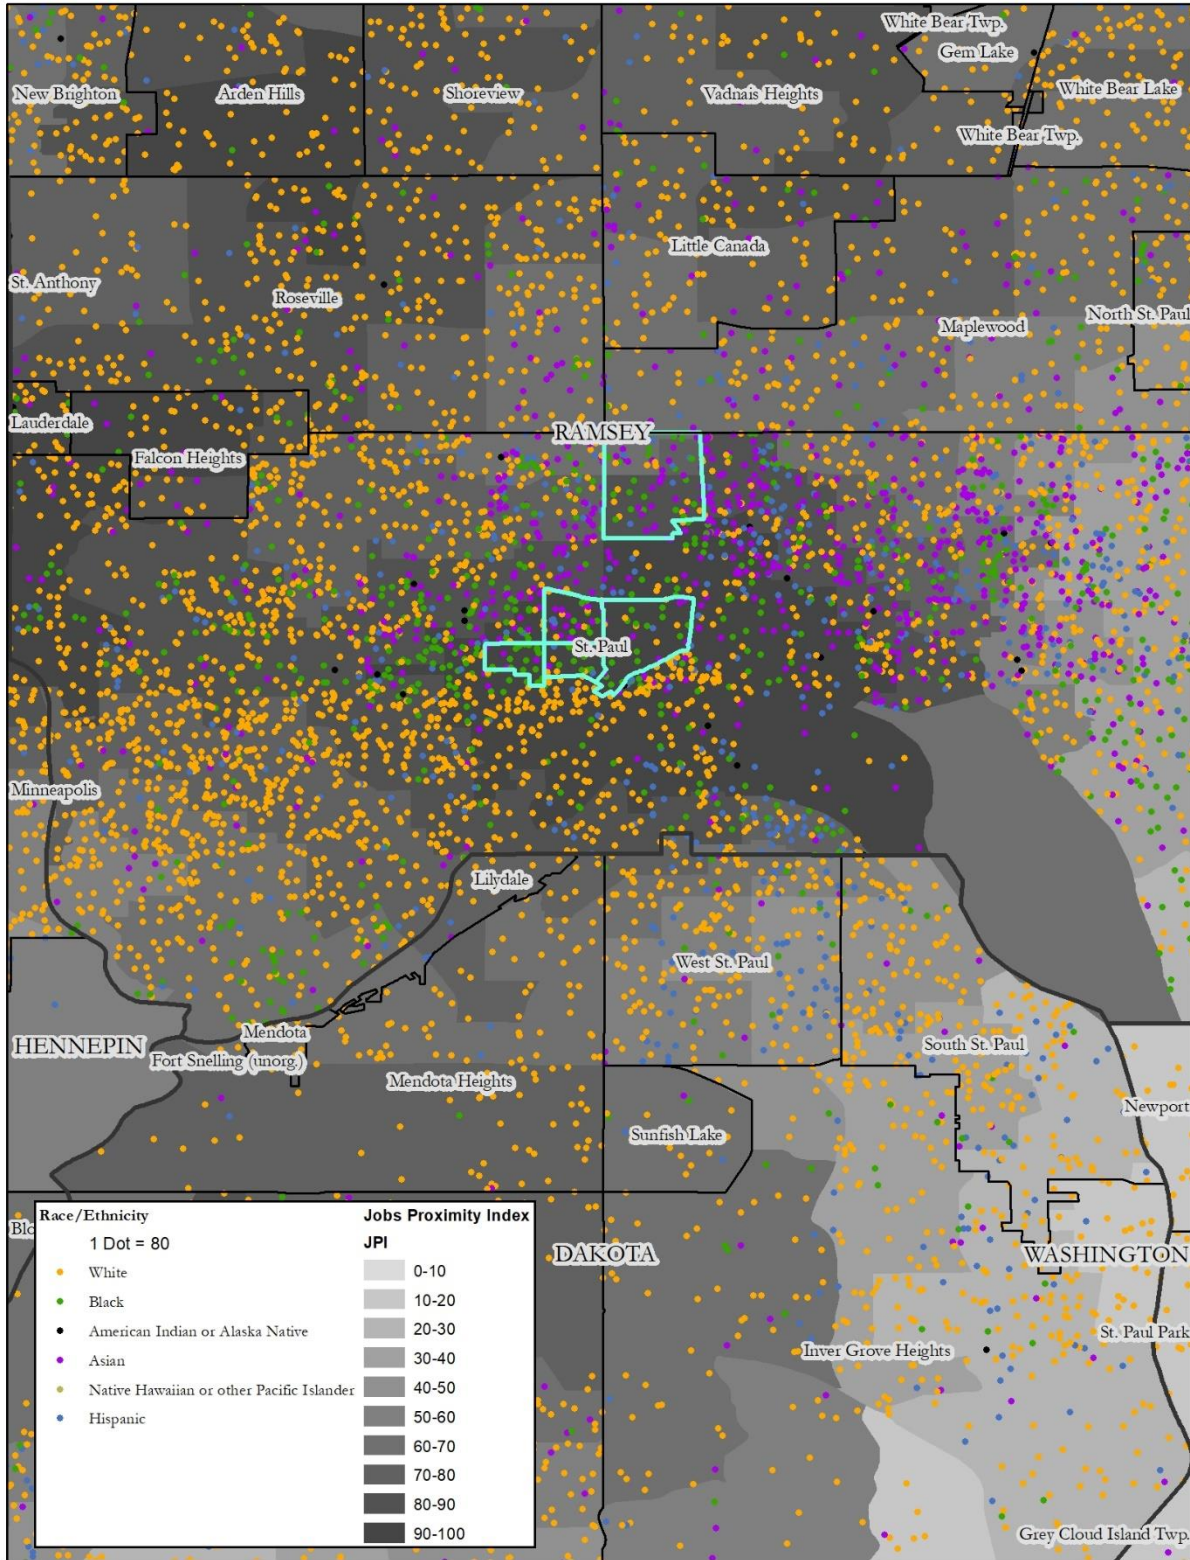 White Bear Twp.
Gem Lake
New Brighton
Arden Hills
Shoreview
Vadnais Heights
White Bear Lake
White Bear Twp.
Little Canada
St. Anthony
Roseville
North St. Paul
Maplewood
Lauderdale
RAMSEY
Falcon Heights
St. Paul
Minneapolis
Lilydale
West St. Paul
Mendota
HENNEPIN
South St. Paul
Fort Snelling (unorg.)
Mendota Heights
Newport
Sunfish Lake
Blo
DAKOTA
WASHINGTON
St. Paul Park
Inver Grove Heights
Grey Cloud Island Twp.
Race/Ethnicity
1 Dot = 80
White
Black
American Indian or Alaska Native
Asian
Native Hawaiian or other Pacific Islander
Hispanic
Jobs Proximity Index
JPI
0-10
10-20
20-30
30-40
40-50
50-60
60-70
70-80
80-90
90-100